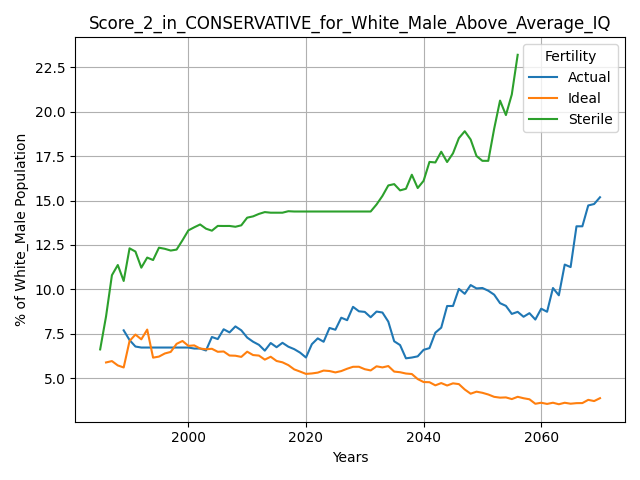 Score_2_in_CONSERVATIVE_for_White_Male_Above_Average_IQ
Fertility
Actual
Ideal
Sterile
% of White_Male Population
22.5
20.0
17.5
15.0
12.5
10.0
7.5
5.0
2000
2020
2040
2060
Years